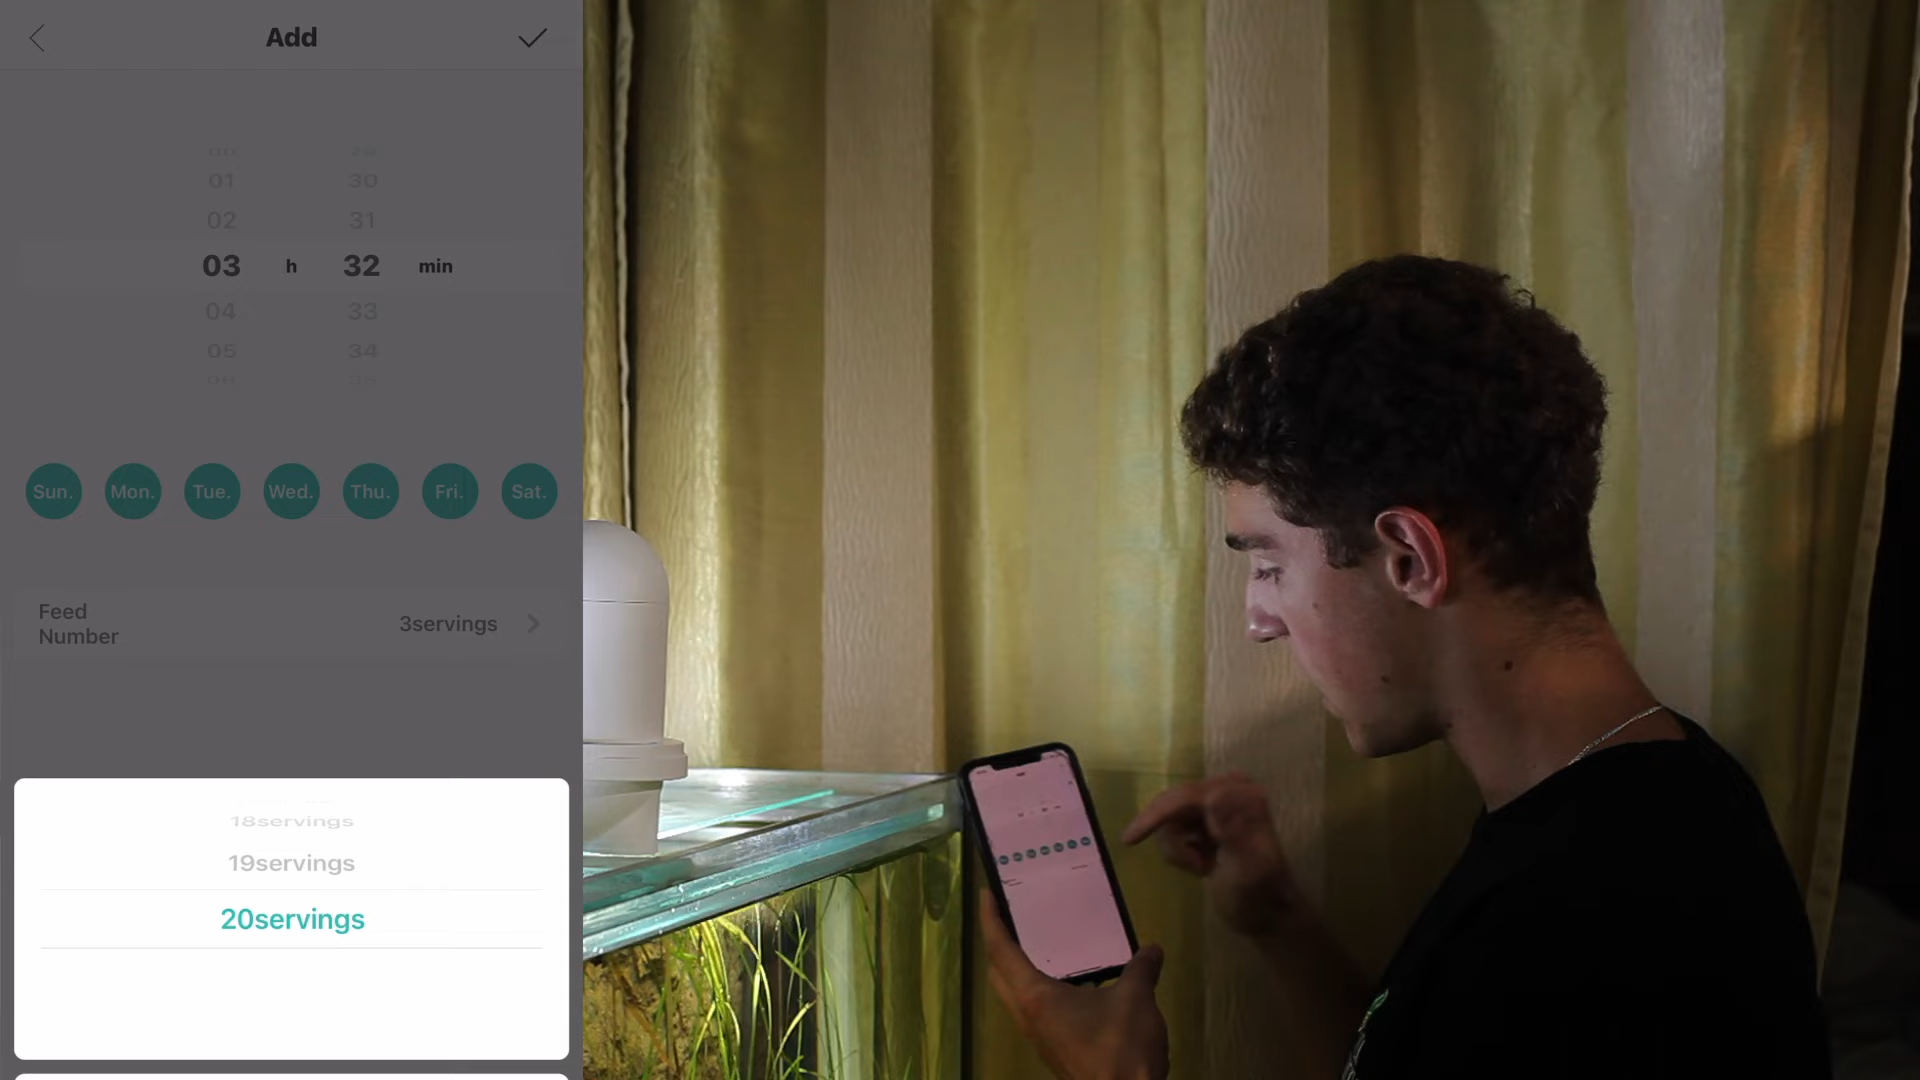 Add
01 30
02 31
03 h 32 min
04 33
05 34
Sun. Mon. Tue. Wed. Thu. Fri. Sat.
Feed
Number
3servings
18servings
19servings
20servings